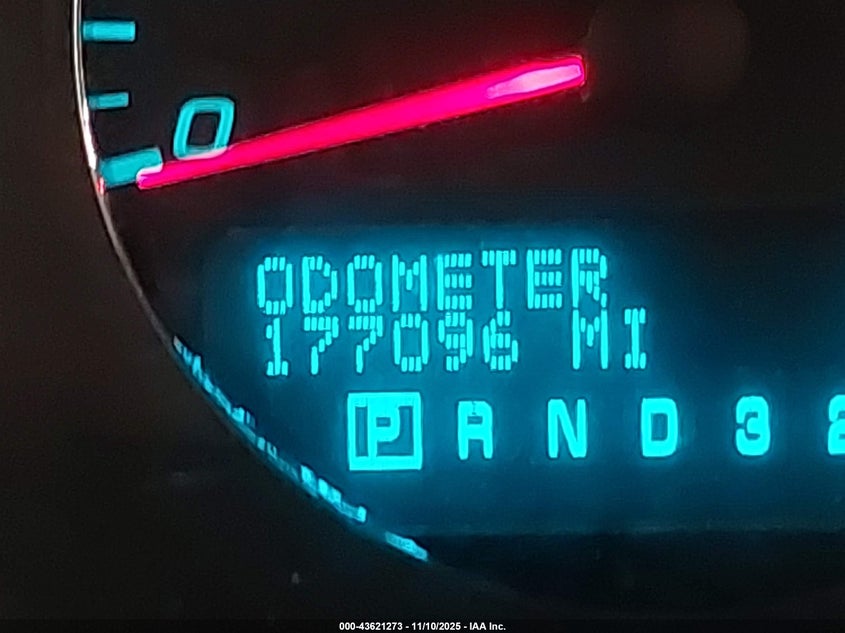 0
ODOMETER
177096 MI
P R N D 3 2
000-43621273 - 11/10/2025 - IAA Inc.